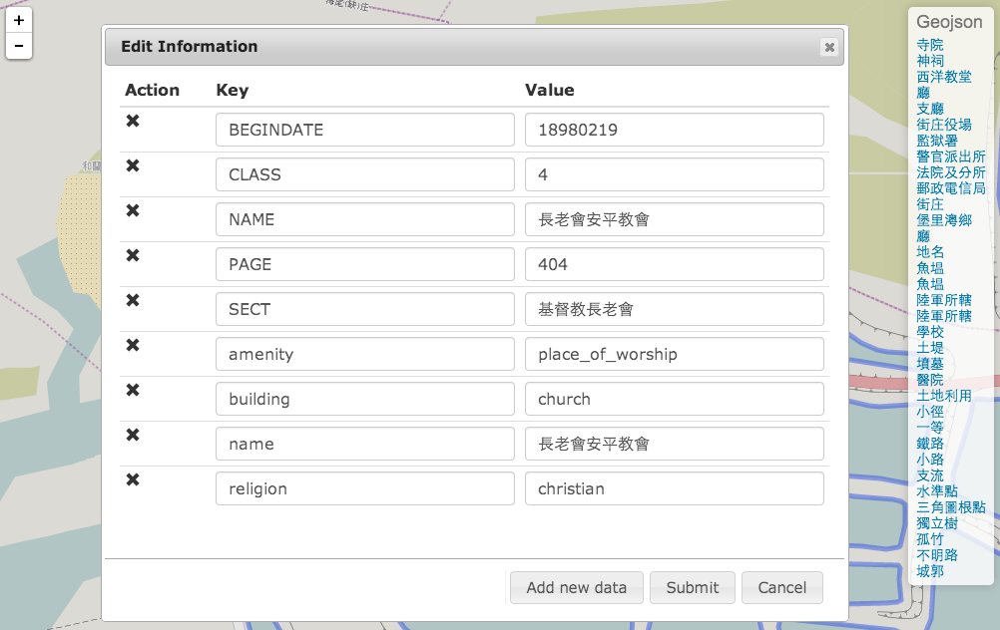 +
−
Edit Information
Action Key Value
BEGINDATE 18980219
CLASS 4
NAME 長老會安平教會
PAGE 404
SECT 基督教長老會
amenity place_of_worship
building church
name 長老會安平教會
religion christian
Add new data Submit Cancel
Geojson
寺院
神祠
西洋教堂
廳
支廳
街庄役場
監獄署
警官派出所
法院及分所
郵政電信局
街庄
堡里澚鄉
廳
地名
魚塭
魚塭
陸軍所轄
陸軍所轄
學校
土堤
墳墓
醫院
土地利用
小徑
一等
鐵路
小路
支流
水準點
三角圖根點
獨立樹
孤竹
不明路
城郭